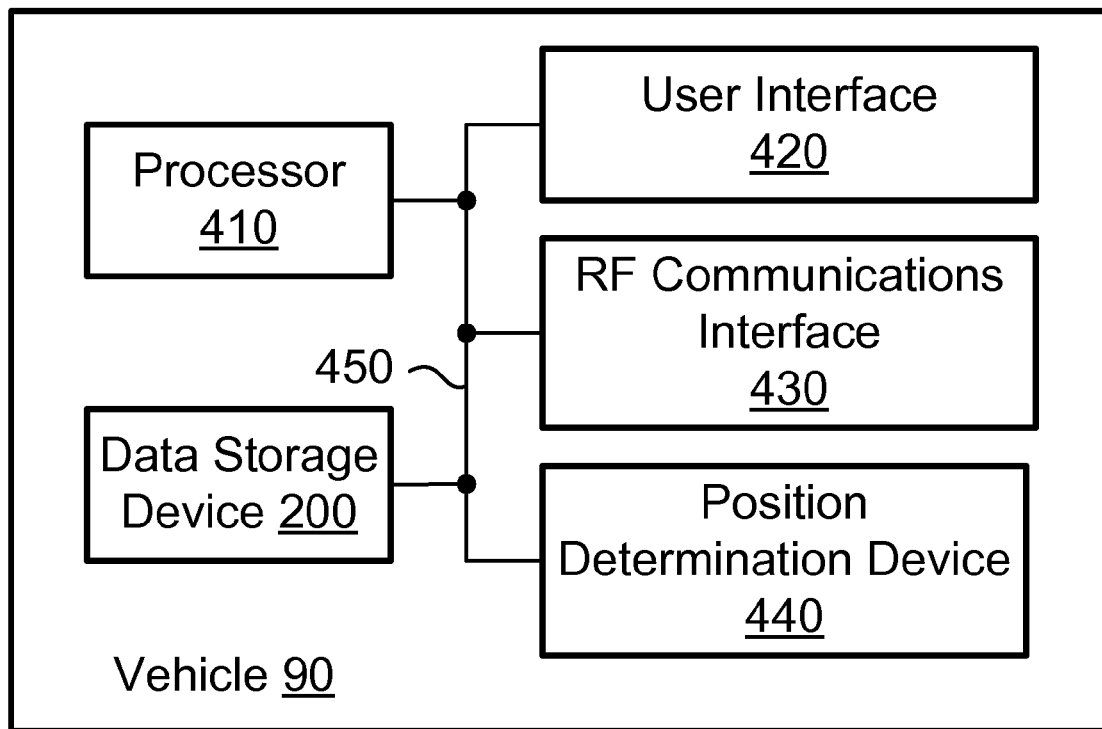 User Interface
420
Processor
410
RF Communications
Interface
430
450
Data Storage
Device 200
Position
Determination Device
440
Vehicle 90